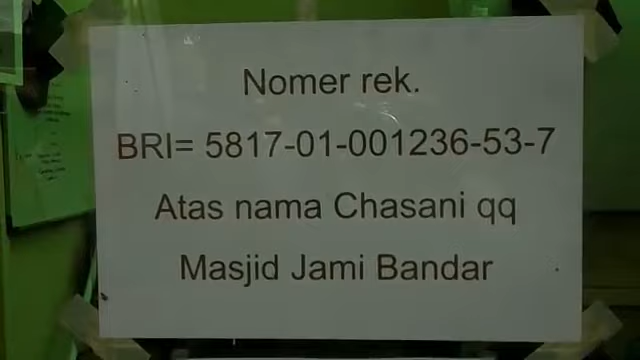 Nomer rek.
BRI= 5817-01-001236-53-7
Atas nama Chasani qq
Masjid Jami Bandar